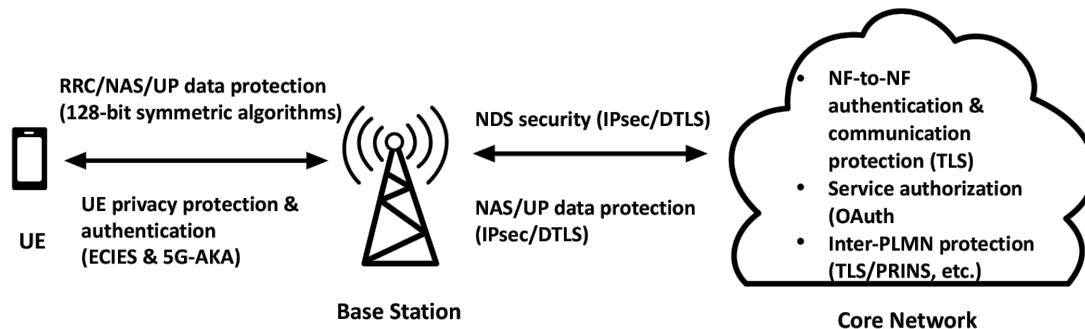 RRC/NAS/UP data protection
(128-bit symmetric algorithms)
UE privacy protection &
authentication
(ECIES & 5G-AKA)
UE
Base Station
NDS security (IPsec/DTLS)
NAS/UP data protection
(IPsec/DTLS)
• NF-to-NF
authentication &
communication
protection (TLS)
• Service authorization
(OAuth
• Inter-PLMN protection
(TLS/PRINS, etc.)
Core Network